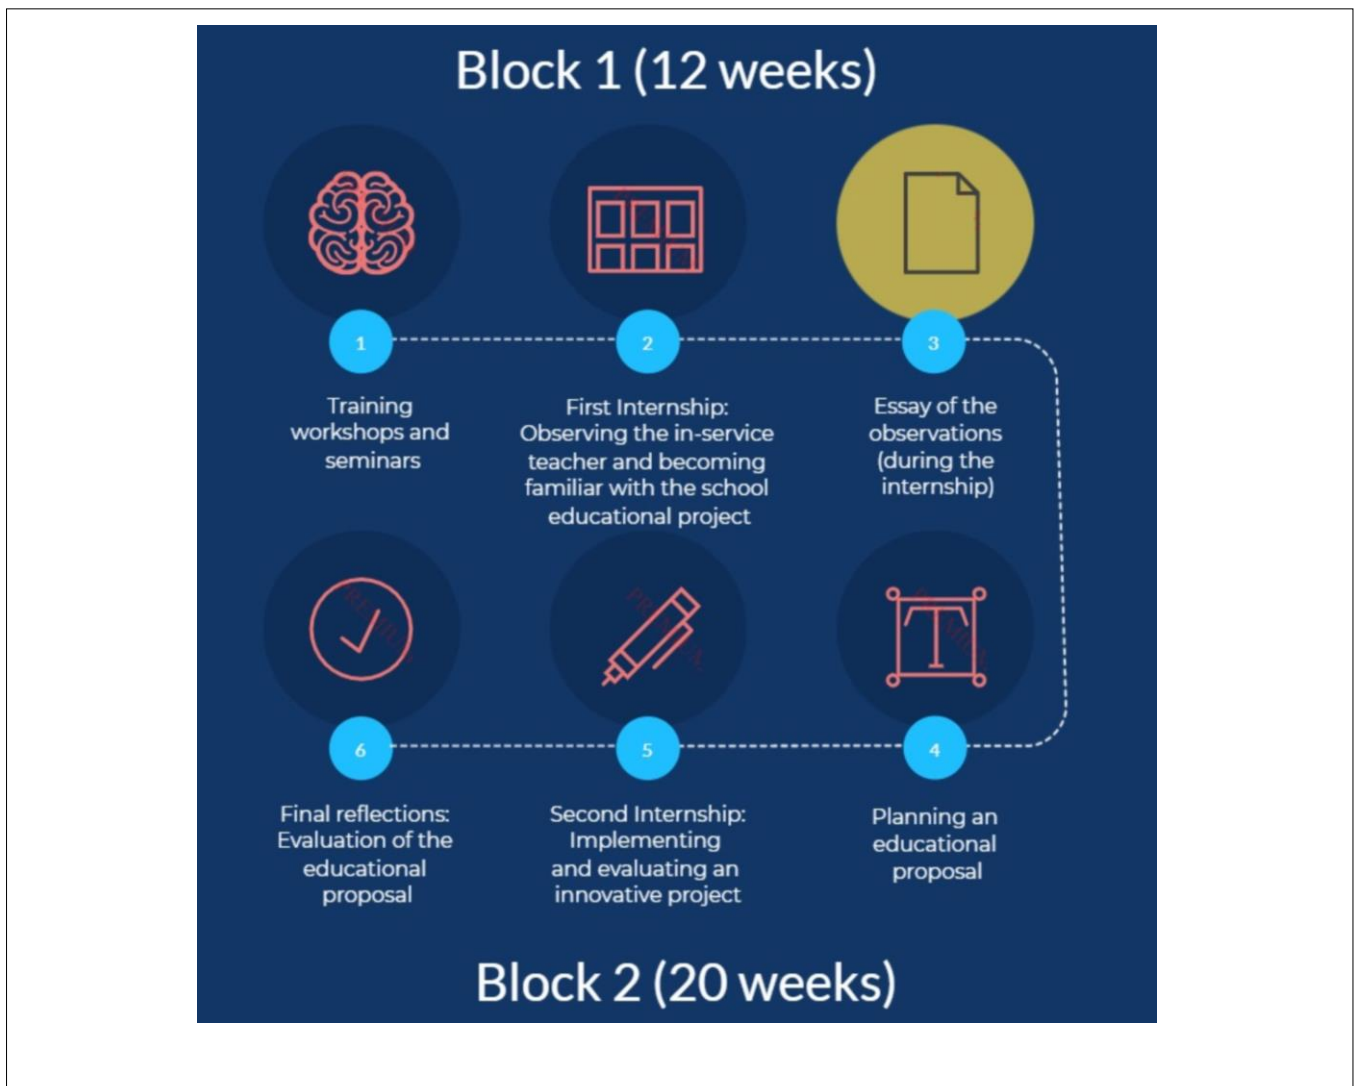 Block 1 (12 weeks)
1
2
3
Training
workshops and
seminars
First Internship:
Observing the in-service
teacher and becoming
familiar with the school
educational project
Essay of the
observations
(during the
internship)
T
6
5
4
Final reflections:
Evaluation of the
educational
proposal
Second Internship:
Implementing
and evaluating an
innovative project
Planning an
educational
proposal
Block 2 (20 weeks)